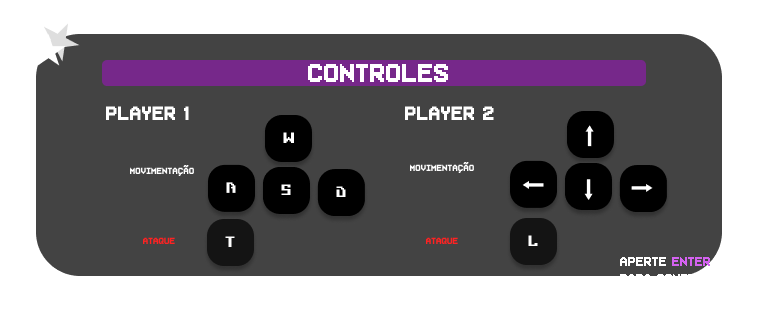 CONTROLES
PLAYER 1
W
MOVIMENTAÇÃO
A S D
ATAQUE
T
PLAYER 2
↑
MOVIMENTAÇÃO
← ↓ →
ATAQUE
L
APERTE ENTER